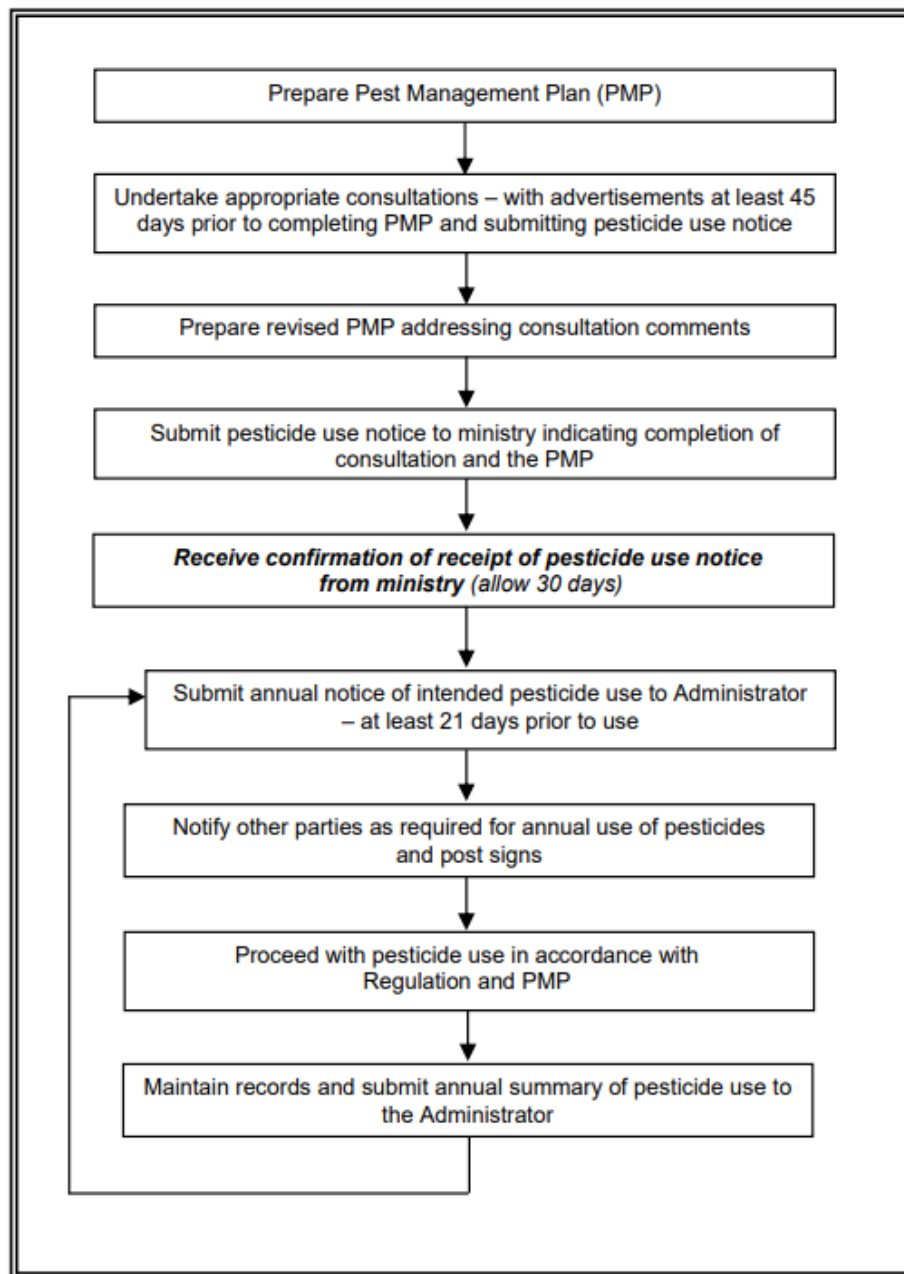 Prepare Pest Management Plan (PMP)
Undertake appropriate consultations – with advertisements at least 45
days prior to completing PMP and submitting pesticide use notice
Prepare revised PMP addressing consultation comments
Submit pesticide use notice to ministry indicating completion of
consultation and the PMP
Receive confirmation of receipt of pesticide use notice
from ministry (allow 30 days)
Submit annual notice of intended pesticide use to Administrator
– at least 21 days prior to use
Notify other parties as required for annual use of pesticides
and post signs
Proceed with pesticide use in accordance with
Regulation and PMP
Maintain records and submit annual summary of pesticide use to
the Administrator